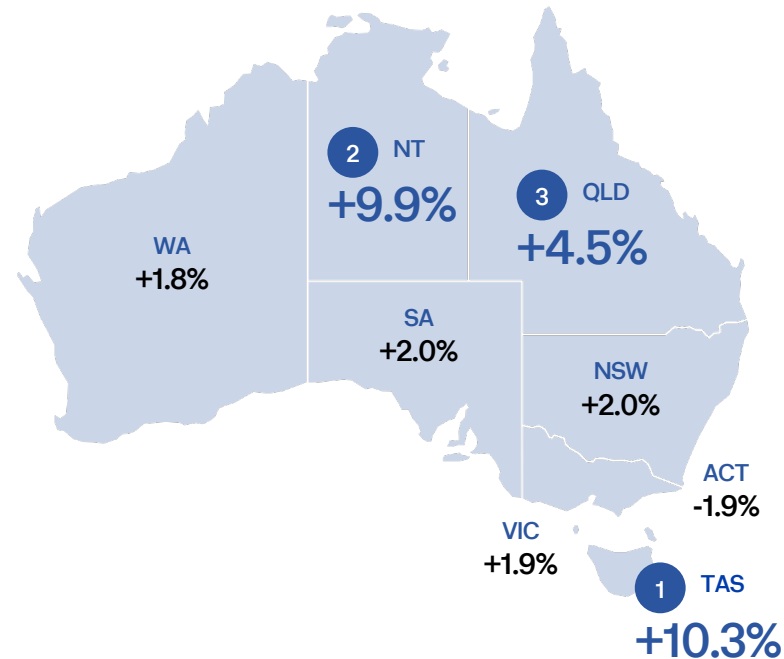 2 NT
+9.9%
3 QLD
+4.5%
WA
+1.8%
SA
+2.0%
NSW
+2.0%
ACT
-1.9%
VIC
+1.9%
1 TAS
+10.3%